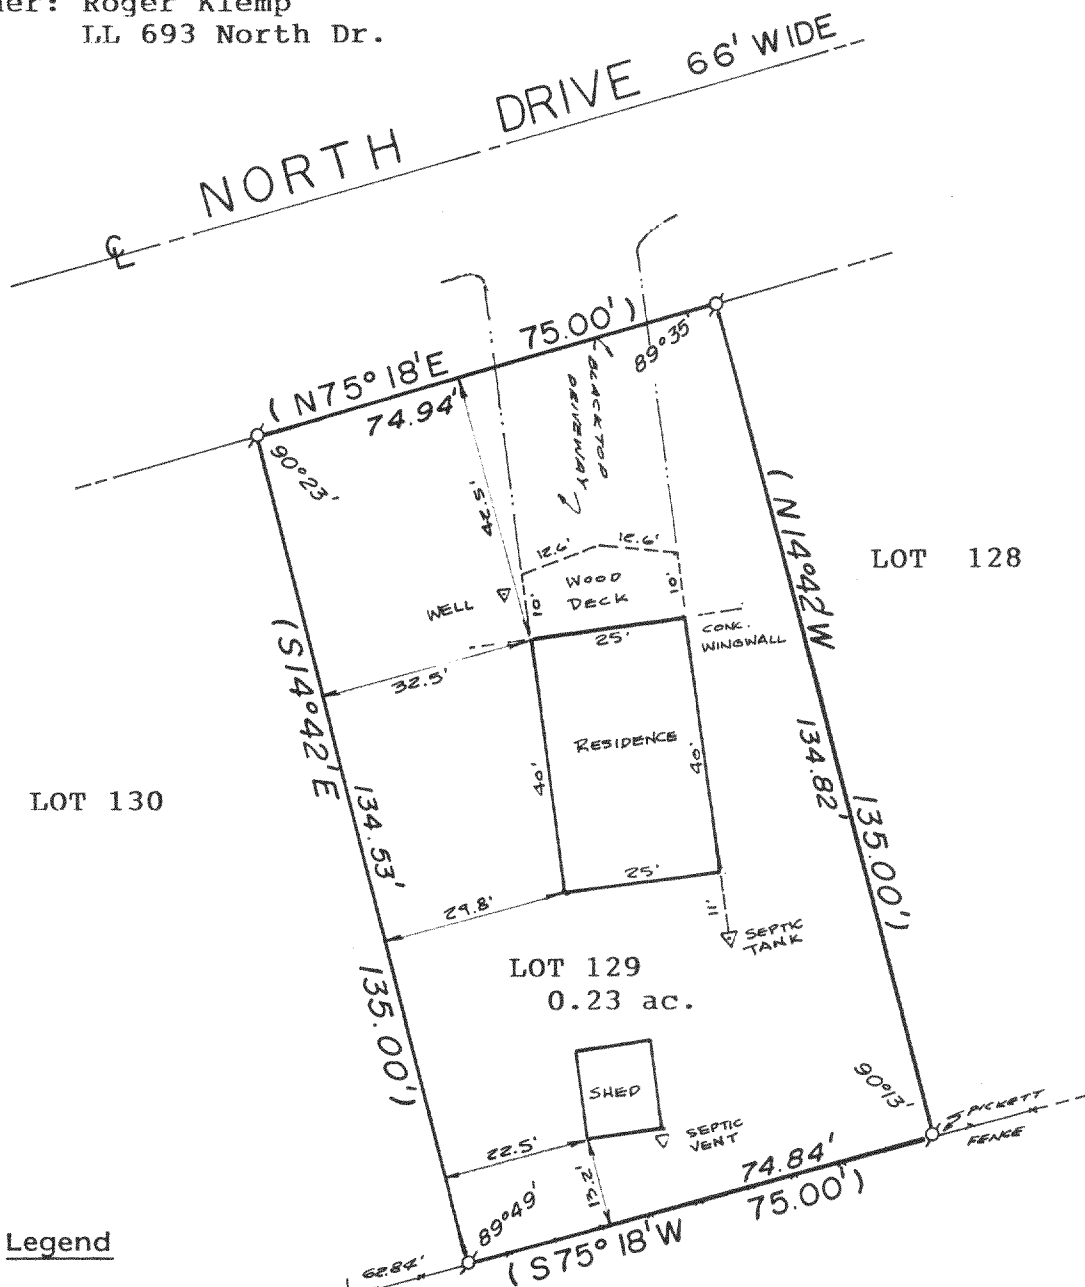 Roger Klemp
LL 693 North Dr.
NORTH DRIVE 66' WIDE
℄
( N75° 18'E 75.00' )
74.94'
90°23'
89°35'
BLACKTOP
DRIVEWAY
42.5'
12.6'
12.6'
WOOD
DECK
10'
10'
WELL
25'
CONC.
WINGWALL
32.5'
( N14°42'W
LOT 128
(S14°42'E
RESIDENCE
40'
40'
134.82'
135.00')
LOT 130
134.53'
25'
29.8'
11'
SEPTIC
TANK
LOT 129
0.23 ac.
135.00')
SHED
90°13'
PICKETT
FENCE
SEPTIC
VENT
22.5'
13.2'
74.84'
75.00')
89°49'
( S75° 18'W
Legend
62.84'